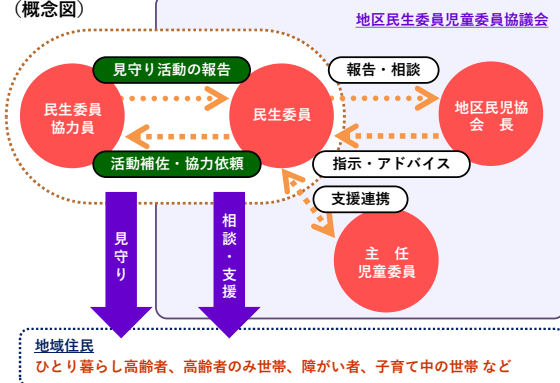 （概念図）
地区民生委員児童委員協議会
見守り活動の報告
報告・相談
民生委員
協力員
民生委員
地区民児協
会　長
活動補佐・協力依頼
指示・アドバイス
支援連携
見守り
相談・支援
主　任
児童委員
地域住民
ひとり暮らし高齢者、高齢者のみ世帯、障がい者、子育て中の世帯 など